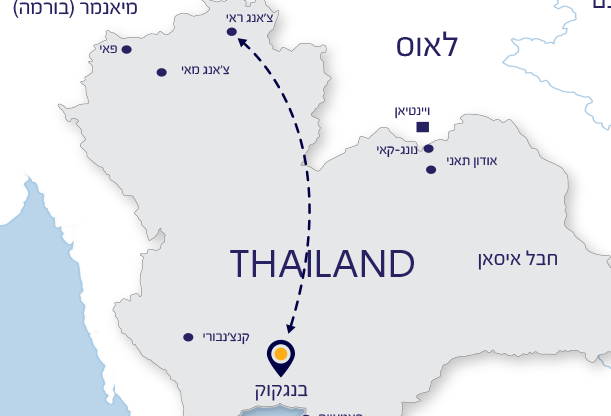 מיאנמר (בורמה)
צ'אנג ראי
פאי
צ'אנג מאי
לאוס
ויינטיאן
נונג-קאי
אודון תאני
THAILAND
חבל איסאן
קנצ'נבורי
בנגקוק